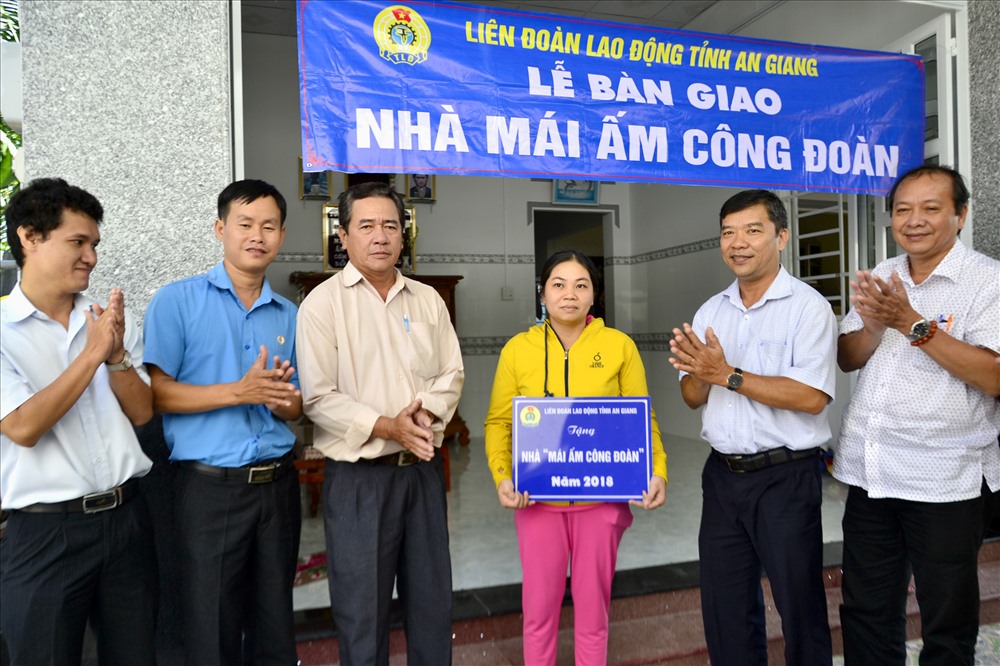 LIÊN ĐOÀN LAO ĐỘNG TỈNH AN GIANG
LỄ BÀN GIAO
NHÀ MÁI ẤM CÔNG ĐOÀN
LIÊN ĐOÀN LAO ĐỘNG TỈNH AN GIANG
Tặng
NHÀ "MÁI ẤM CÔNG ĐOÀN"
Năm 2018